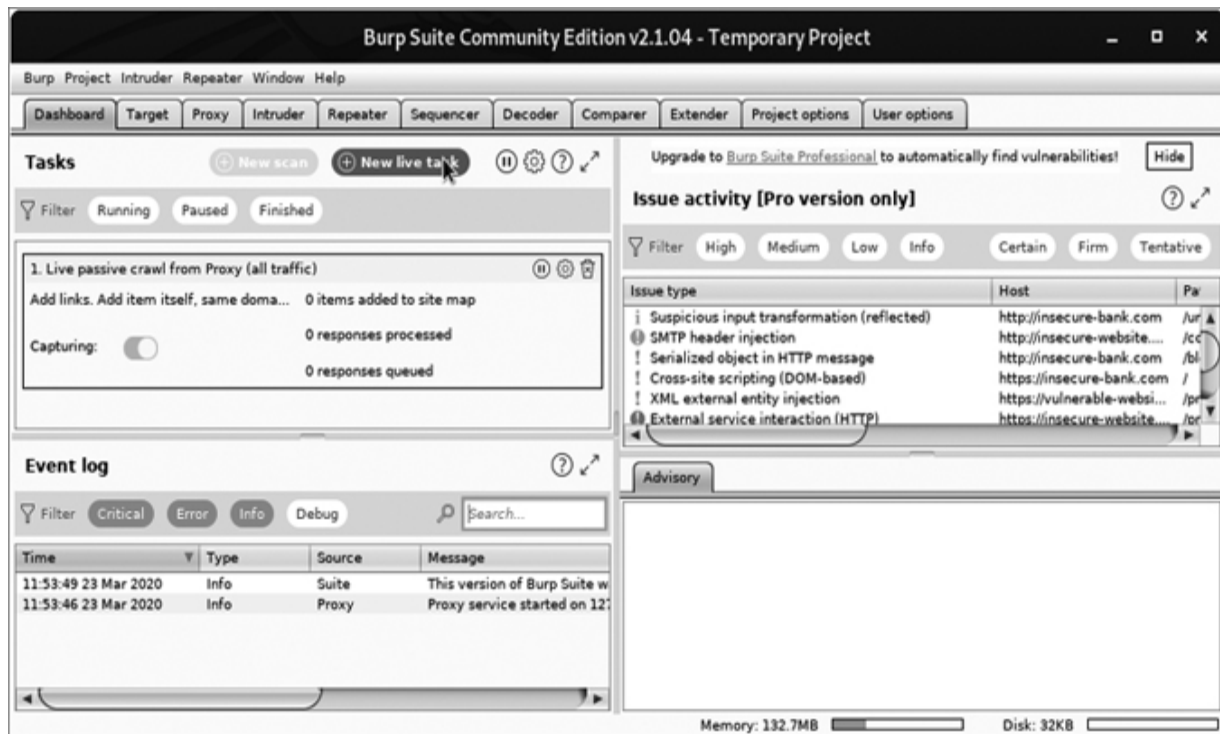 Burp Suite Community Edition v2.1.04 - Temporary Project
Burp Project Intruder Repeater Window Help
Dashboard Target Proxy Intruder Repeater Sequencer Decoder Comparer Extender Project options User options
Tasks
New scan
New live task
Filter Running Paused Finished
1. Live passive crawl from Proxy (all traffic)
Add links. Add item itself, same doma... 0 items added to site map
0 responses processed
Capturing:
0 responses queued
Event log
Filter Critical Error Info Debug Search...
Time Type Source Message
11:53:49 23 Mar 2020 Info Suite This version of Burp Suite w
11:53:46 23 Mar 2020 Info Proxy Proxy service started on 127
Upgrade to Burp Suite Professional to automatically find vulnerabilities! Hide
Issue activity [Pro version only]
Filter High Medium Low Info Certain Firm Tentative
Issue type Host Pa
Suspicious input transformation (reflected) http://insecure-bank.com /ur
SMTP header injection http://insecure-website.... /cc
Serialized object in HTTP message http://insecure-bank.com /bl
Cross-site scripting (DOM-based) https://insecure-bank.com /
XML external entity injection https://vulnerable-websi... /pr
External service interaction (HTTP) https://insecure-website.... /pr
Advisory
Memory: 132.7MB Disk: 32KB